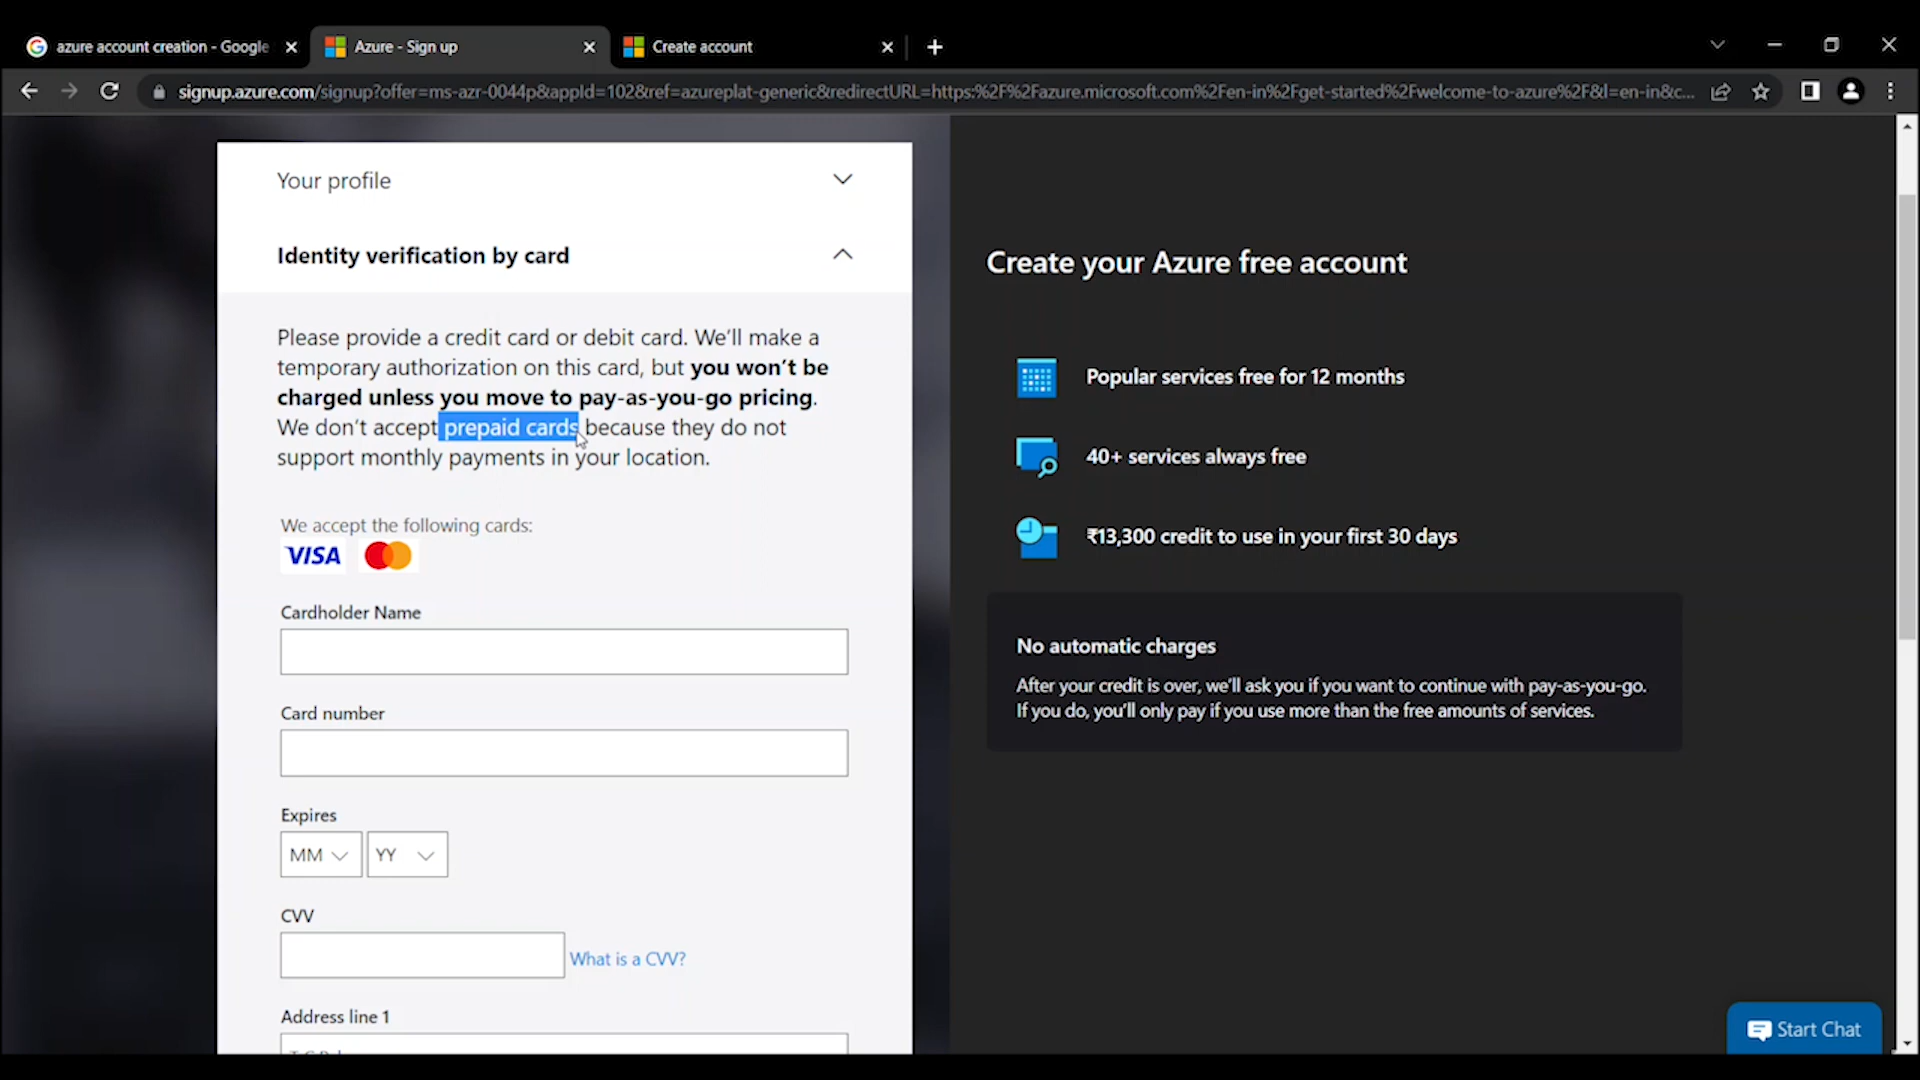 azure account creation - Google
Azure - Sign up
Create account
signup.azure.com/signup?offer=ms-azr-0044p&appId=102&ref=azureplat-generic&redirectURL=https:%2F%2Fazure.microsoft.com%2Fen-in%2Fget-started%2Fwelcome-to-azure%2F&l=en-in&c...
Your profile
Identity verification by card
Please provide a credit card or debit card. We'll make a
temporary authorization on this card, but you won't be
charged unless you move to pay-as-you-go pricing.
We don't accept prepaid cards because they do not
support monthly payments in your location.
We accept the following cards:
VISA
Cardholder Name
Card number
Expires
MM
YY
CVV
What is a CVV?
Address line 1
Create your Azure free account
Popular services free for 12 months
40+ services always free
₹13,300 credit to use in your first 30 days
No automatic charges
After your credit is over, we'll ask you if you want to continue with pay-as-you-go.
If you do, you'll only pay if you use more than the free amounts of services.
Start Chat